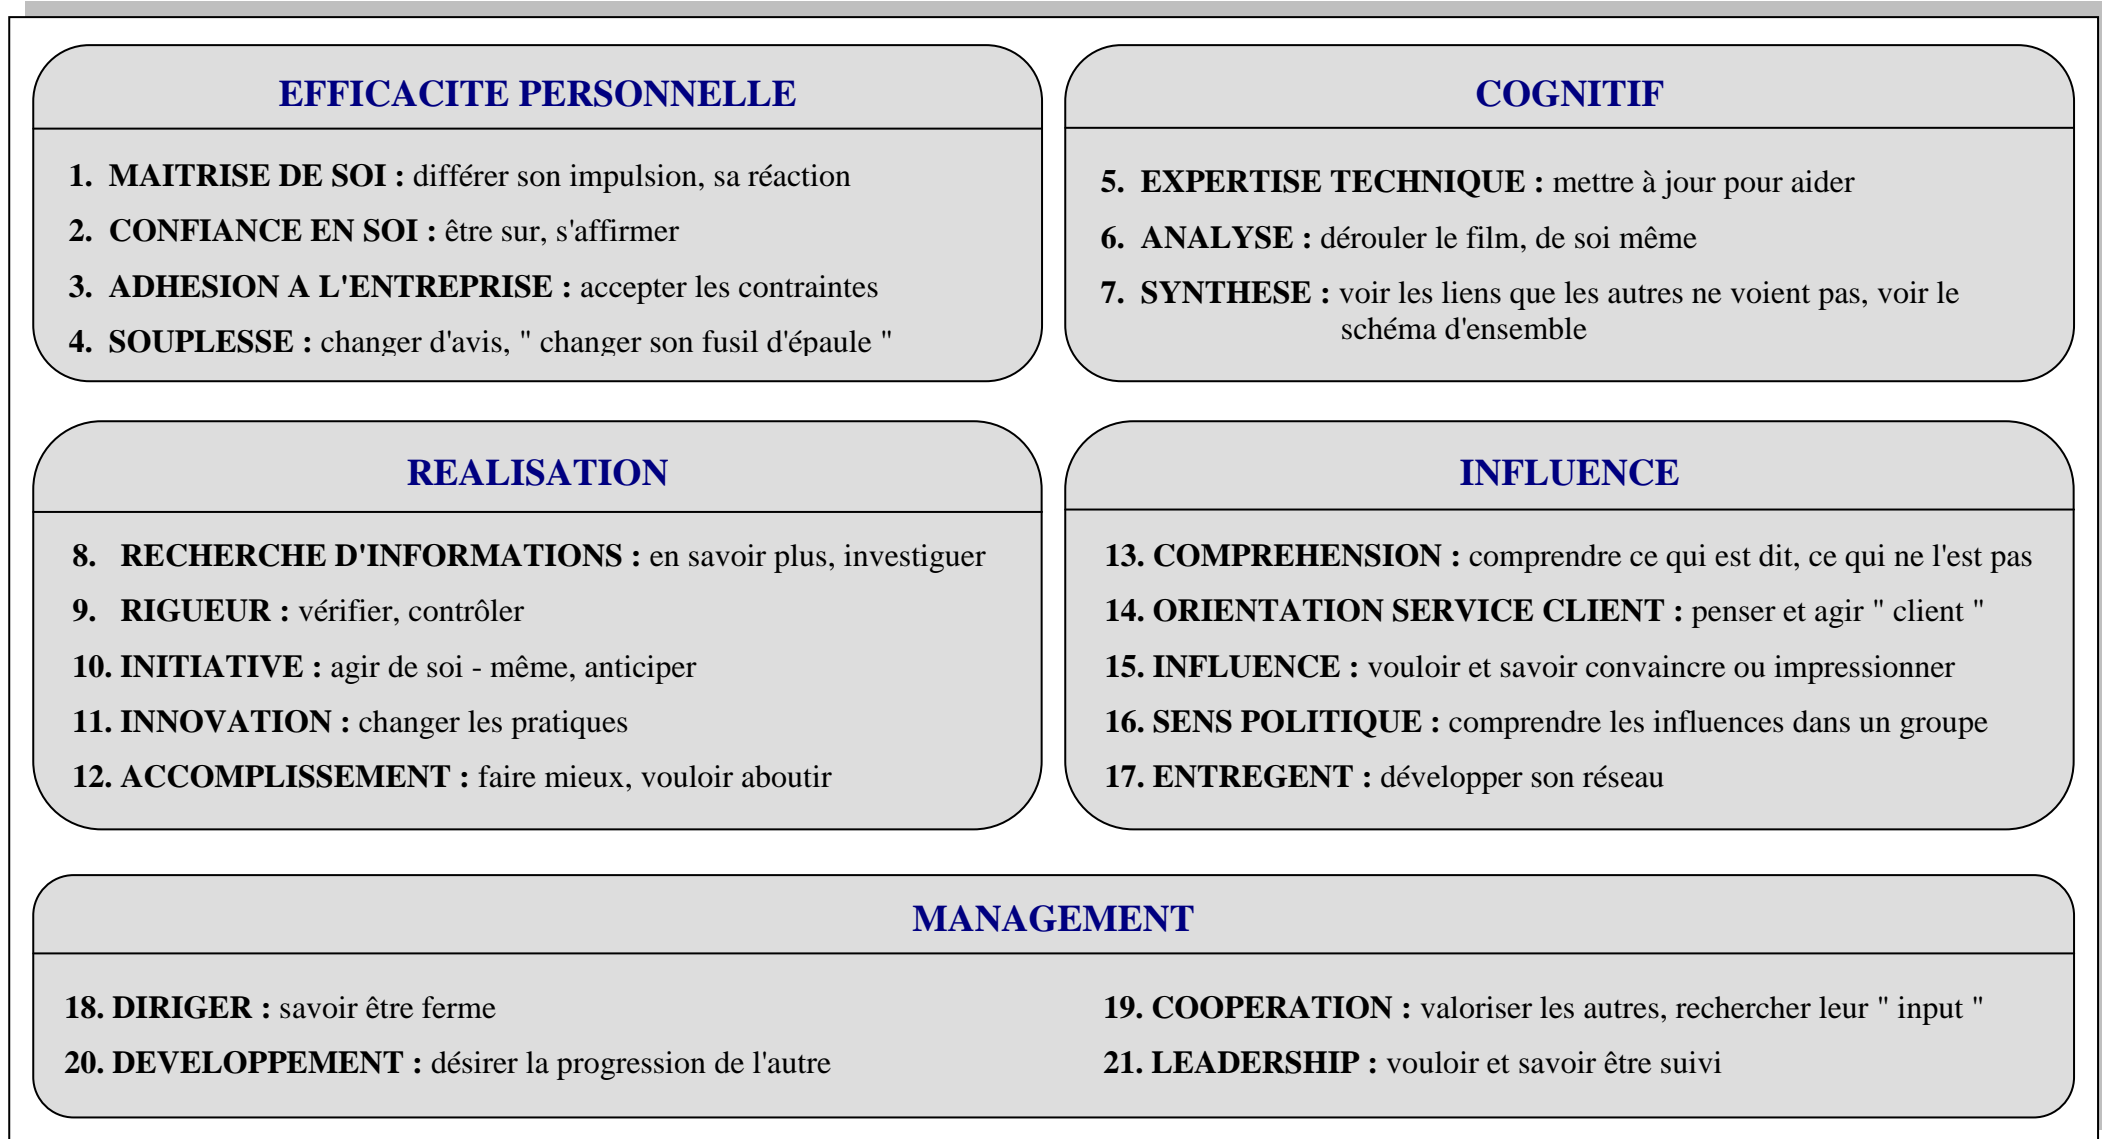 EFFICACITE PERSONNELLE
1. MAITRISE DE SOI : différer son impulsion, sa réaction
2. CONFIANCE EN SOI : être sur, s'affirmer
3. ADHESION A L'ENTREPRISE : accepter les contraintes
4. SOUPLESSE : changer d'avis, " changer son fusil d'épaule "
COGNITIF
5. EXPERTISE TECHNIQUE : mettre à jour pour aider
6. ANALYSE : dérouler le film, de soi même
7. SYNTHESE : voir les liens que les autres ne voient pas, voir le
schéma d'ensemble
REALISATION
8. RECHERCHE D'INFORMATIONS : en savoir plus, investiguer
9. RIGUEUR : vérifier, contrôler
10. INITIATIVE : agir de soi - même, anticiper
11. INNOVATION : changer les pratiques
12. ACCOMPLISSEMENT : faire mieux, vouloir aboutir
INFLUENCE
13. COMPREHENSION : comprendre ce qui est dit, ce qui ne l'est pas
14. ORIENTATION SERVICE CLIENT : penser et agir " client "
15. INFLUENCE : vouloir et savoir convaincre ou impressionner
16. SENS POLITIQUE : comprendre les influences dans un groupe
17. ENTREGENT : développer son réseau
MANAGEMENT
18. DIRIGER : savoir être ferme
19. COOPERATION : valoriser les autres, rechercher leur " input "
20. DEVELOPPEMENT : désirer la progression de l'autre
21. LEADERSHIP : vouloir et savoir être suivi